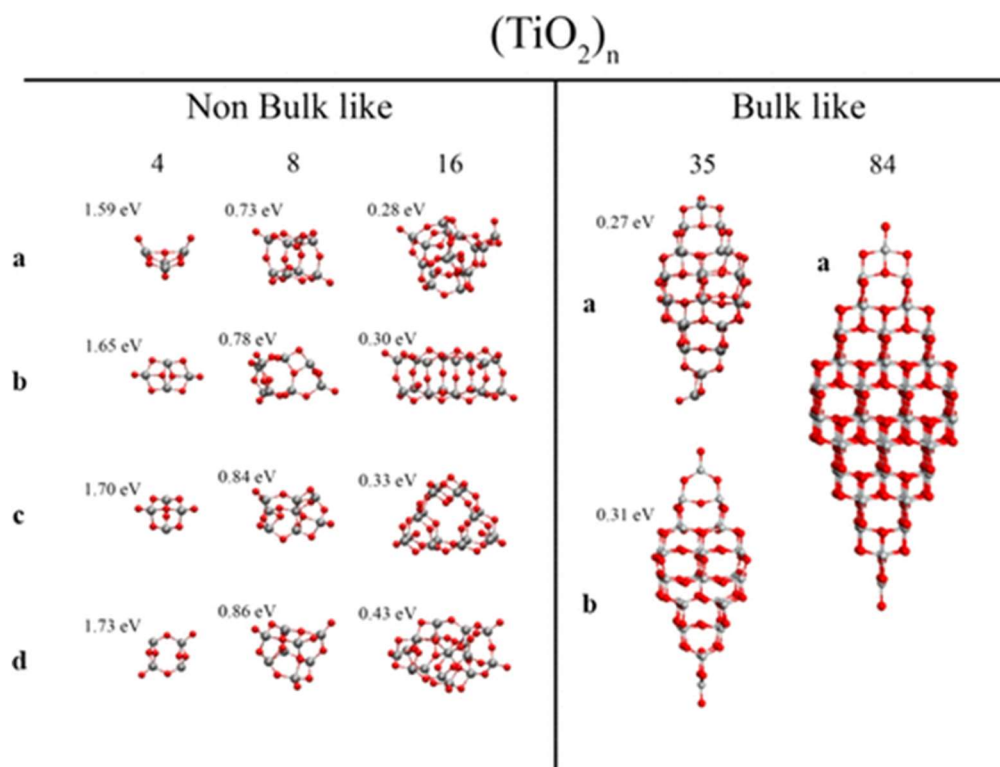 (TiO₂)ₙ
Non Bulk like
4 8 16
a 1.59 eV 0.73 eV 0.28 eV
b 1.65 eV 0.78 eV 0.30 eV
c 1.70 eV 0.84 eV 0.33 eV
d 1.73 eV 0.86 eV 0.43 eV
Bulk like
35 84
a 0.27 eV
b 0.31 eV
a